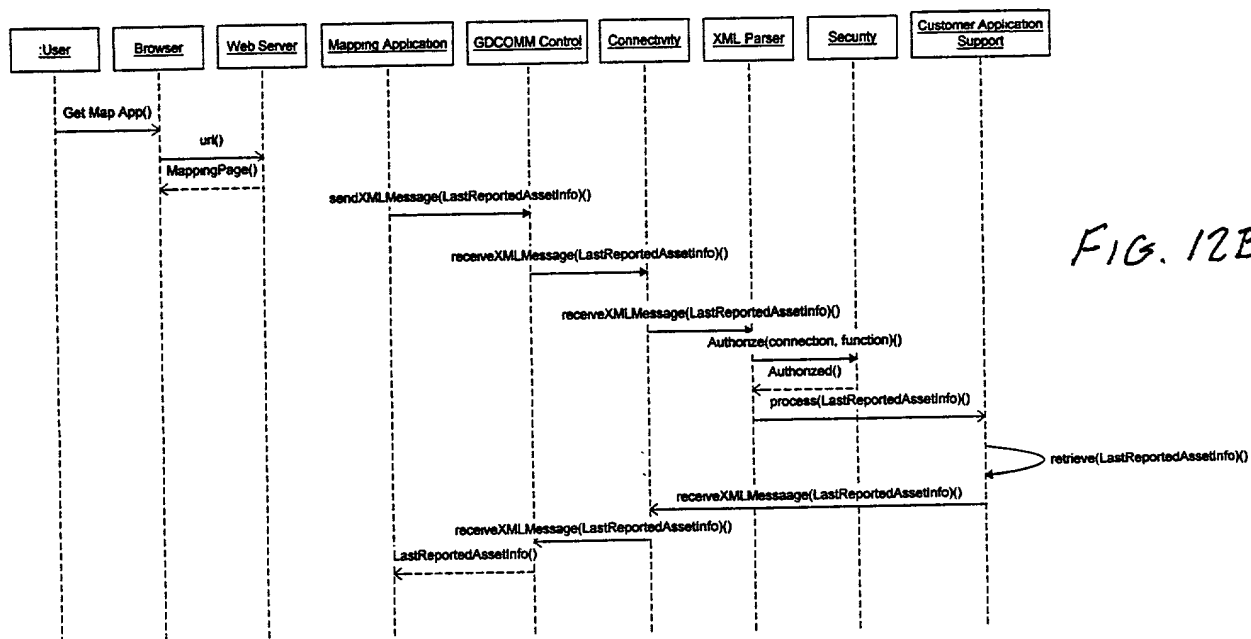 :User
Browser
Web Server
Mapping Application
GDCOMM Control
Connectivity
XML Parser
Security
Customer Application
Support
Get Map App()
url()
MappingPage()
sendXMLMessage(LastReportedAssetInfo)()
receiveXMLMessage(LastReportedAssetInfo)()
FIG. 12B
receiveXMLMessage(LastReportedAssetInfo)()
Authorize(connection, function)()
Authorized()
process(LastReportedAssetInfo)()
retrieve(LastReportedAssetInfo)()
receiveXMLMessaage(LastReportedAssetInfo)()
receiveXMLMessage(LastReportedAssetInfo)()
LastReportedAssetInfo()